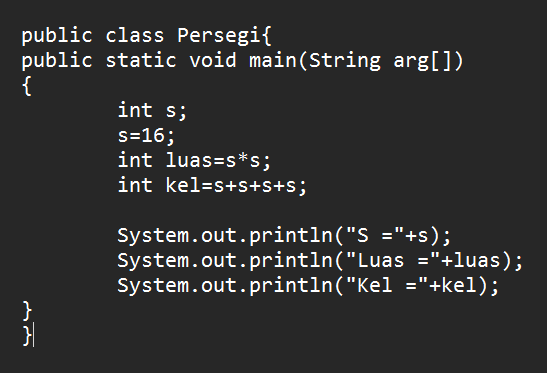 public class Persegi{
public static void main(String arg[])
{
int s;
s=16;
int luas=s*s;
int kel=s+s+s+s;
System.out.println("S ="+s);
System.out.println("Luas ="+luas);
System.out.println("Kel ="+kel);
}
}